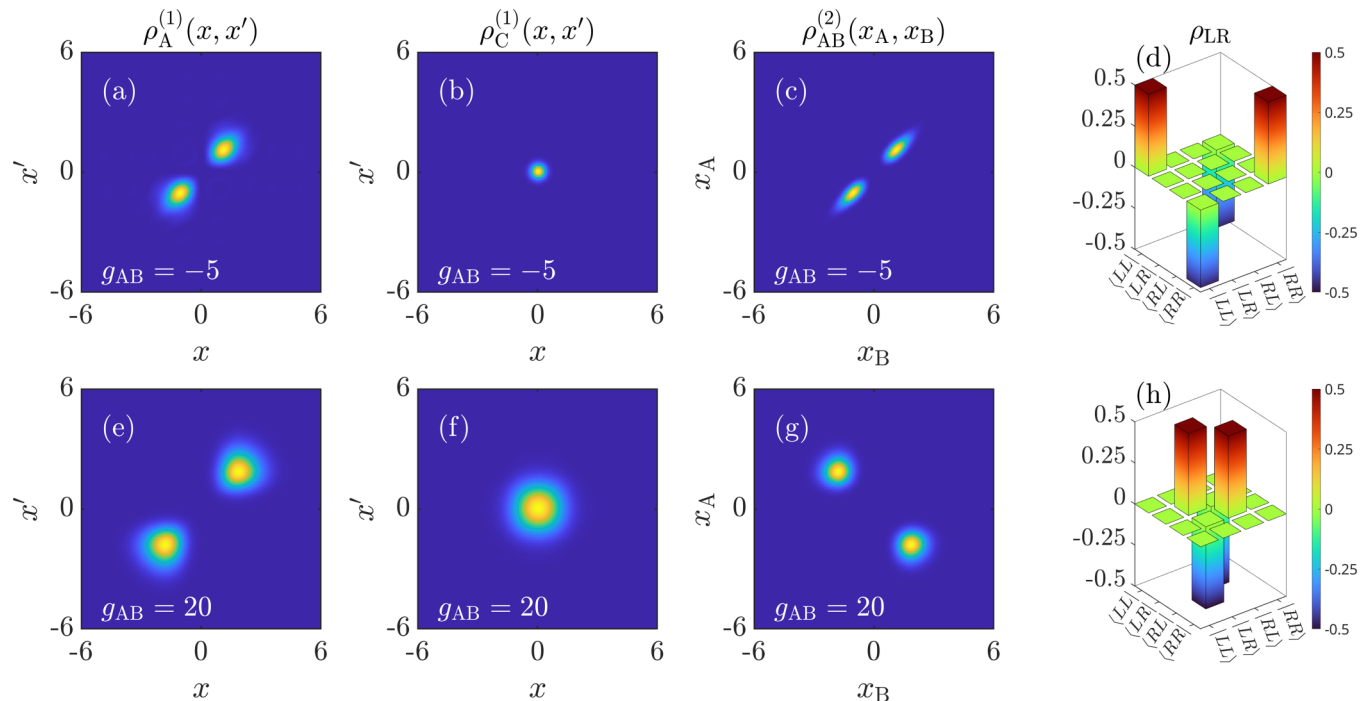 ρ_A^(1)(x, x′) ρ_C^(1)(x, x′) ρ_AB^(2)(x_A, x_B) ρ_LR
6 6 6 (d) 0.5
(a) (b) (c) 0.5
0.25 0.25
x′ 0 x′ 0 x_A 0 0 0
-0.25 -0.25
g_AB = −5 g_AB = −5 g_AB = −5 -0.5
-6 -6 -6 -0.5
⟨LL| ⟨LR| ⟨RL| ⟨RR| |LL⟩ |LR⟩ |RL⟩ |RR⟩
-6 0 6 -6 0 6 -6 0 6
x x x_B
6 6 6 (h) 0.5
(e) (f) (g) 0.5
0.25 0.25
x′ 0 x′ 0 x_A 0 0 0
-0.25 -0.25
g_AB = 20 g_AB = 20 g_AB = 20 -0.5
-6 -6 -6 -0.5
⟨LL| ⟨LR| ⟨RL| ⟨RR| |LL⟩ |LR⟩ |RL⟩ |RR⟩
-6 0 6 -6 0 6 -6 0 6
x x x_B